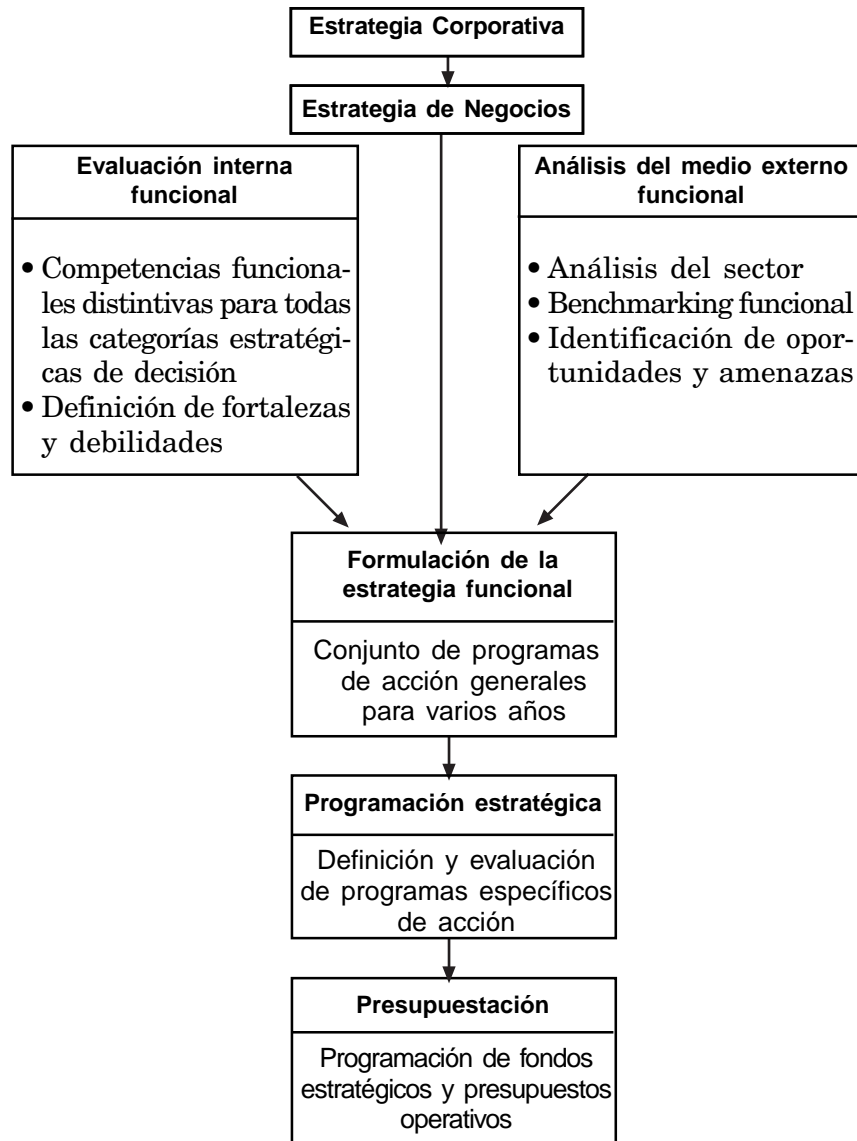 Estrategia Corporativa
Estrategia de Negocios
Evaluación interna
funcional
• Competencias funciona-
les distintivas para todas
las categorías estratégi-
cas de decisión
• Definición de fortalezas
y debilidades
Análisis del medio externo
funcional
• Análisis del sector
• Benchmarking funcional
• Identificación de opor-
tunidades y amenazas
Formulación de la
estrategia funcional
Conjunto de programas
de acción generales
para varios años
Programación estratégica
Definición y evaluación
de programas específicos
de acción
Presupuestación
Programación de fondos
estratégicos y presupuestos
operativos